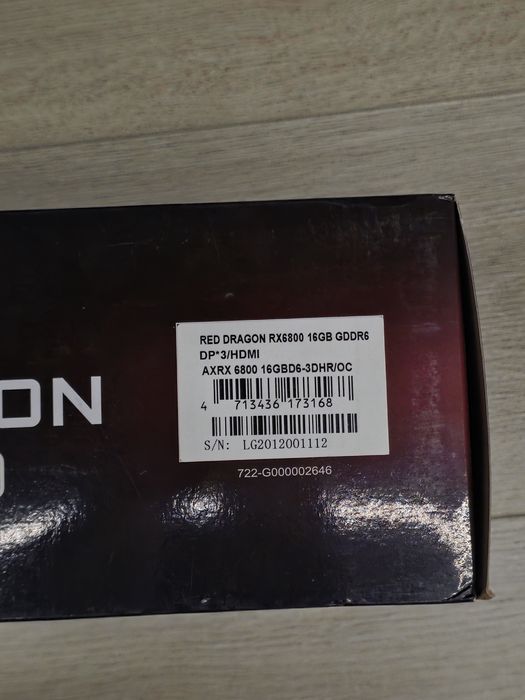 RED DRAGON RX6800 16GB GDDR6
DP*3/HDMI
AXRX 6800 16GBD6-3DHR/OC
4 713436 173168
S/N: LG2012001112
722-G000002646
ON